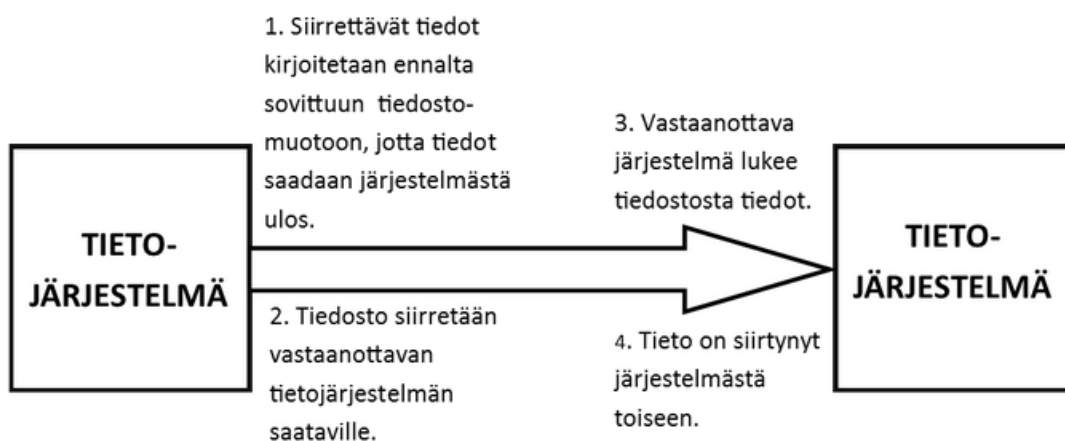 TIETO-
JÄRJESTELMÄ
1. Siirrettävät tiedot
kirjoitetaan ennalta
sovittuun tiedosto-
muotoon, jotta tiedot
saadaan järjestelmästä
ulos.
2. Tiedosto siirretään
vastaanottavan
tietojärjestelmän
saataville.
3. Vastaanottava
järjestelmä lukee
tiedostosta tiedot.
4. Tieto on siirtynyt
järjestelmästä
toiseen.
TIETO-
JÄRJESTELMÄ